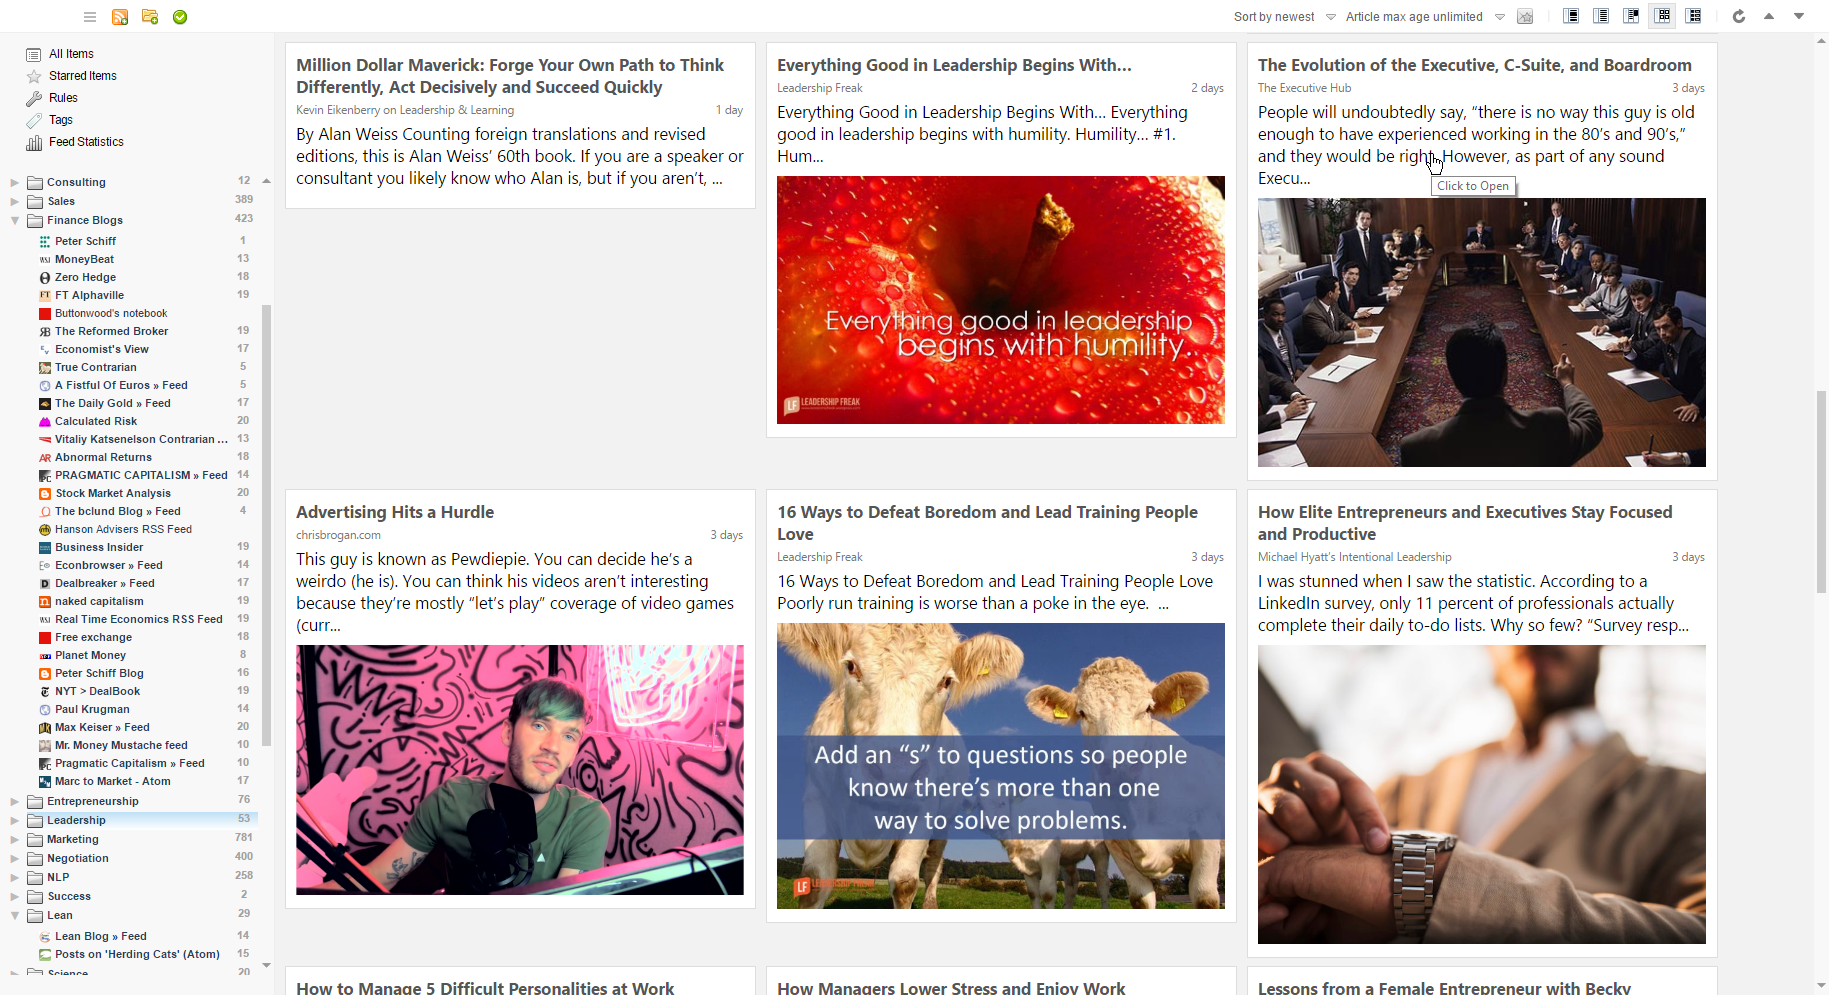 Sort by newest
Article max age unlimited
All Items
Starred Items
Rules
Tags
Feed Statistics
Consulting 12
Sales 389
Finance Blogs 423
Peter Schiff 1
MoneyBeat 13
Zero Hedge 18
FT Alphaville 19
Buttonwood's notebook
The Reformed Broker 19
Economist's View 17
True Contrarian 5
A Fistful Of Euros » Feed 5
The Daily Gold » Feed 17
Calculated Risk 20
Vitaliy Katsenelson Contrarian ... 13
Abnormal Returns 18
PRAGMATIC CAPITALISM » Feed 14
Stock Market Analysis 20
The bclund Blog » Feed 4
Hanson Advisers RSS Feed
Business Insider 19
Econbrowser » Feed 14
Dealbreaker » Feed 17
naked capitalism 19
Real Time Economics RSS Feed 19
Free exchange 18
Planet Money 8
Peter Schiff Blog 16
NYT > DealBook 19
Paul Krugman 14
Max Keiser » Feed 20
Mr. Money Mustache feed 10
Pragmatic Capitalism » Feed 10
Marc to Market - Atom 17
Entrepreneurship 76
Leadership 53
Marketing 781
Negotiation 400
NLP 258
Success 2
Lean 29
Lean Blog » Feed 14
Posts on 'Herding Cats' (Atom) 15
Science 20
Million Dollar Maverick: Forge Your Own Path to Think
Differently, Act Decisively and Succeed Quickly
Kevin Eikenberry on Leadership & Learning 1 day
By Alan Weiss Counting foreign translations and revised
editions, this is Alan Weiss' 60th book. If you are a speaker or
consultant you likely know who Alan is, but if you aren't, ...
Everything Good in Leadership Begins With...
Leadership Freak 2 days
Everything Good in Leadership Begins With... Everything
good in leadership begins with humility. Humility... #1.
Hum...
Everything good in leadership
begins with humility.
LF LEADERSHIP FREAK
The Evolution of the Executive, C-Suite, and Boardroom
The Executive Hub 3 days
People will undoubtedly say, “there is no way this guy is old
enough to have experienced working in the 80's and 90's,”
and they would be right. However, as part of any sound
Execu...
Click to Open
Advertising Hits a Hurdle
chrisbrogan.com 3 days
This guy is known as Pewdiepie. You can decide he's a
weirdo (he is). You can think his videos aren't interesting
because they're mostly “let's play” coverage of video games
(curr...
16 Ways to Defeat Boredom and Lead Training People
Love
Leadership Freak 3 days
16 Ways to Defeat Boredom and Lead Training People Love
Poorly run training is worse than a poke in the eye. ...
Add an “s” to questions so people
know there's more than one
way to solve problems.
LF LEADERSHIP FREAK
How Elite Entrepreneurs and Executives Stay Focused
and Productive
Michael Hyatt's Intentional Leadership 3 days
I was stunned when I saw the statistic. According to a
LinkedIn survey, only 11 percent of professionals actually
complete their daily to-do lists. Why so few? “Survey resp...
How to Manage 5 Difficult Personalities at Work
How Managers Lower Stress and Enjoy Work
Lessons from a Female Entrepreneur with Becky